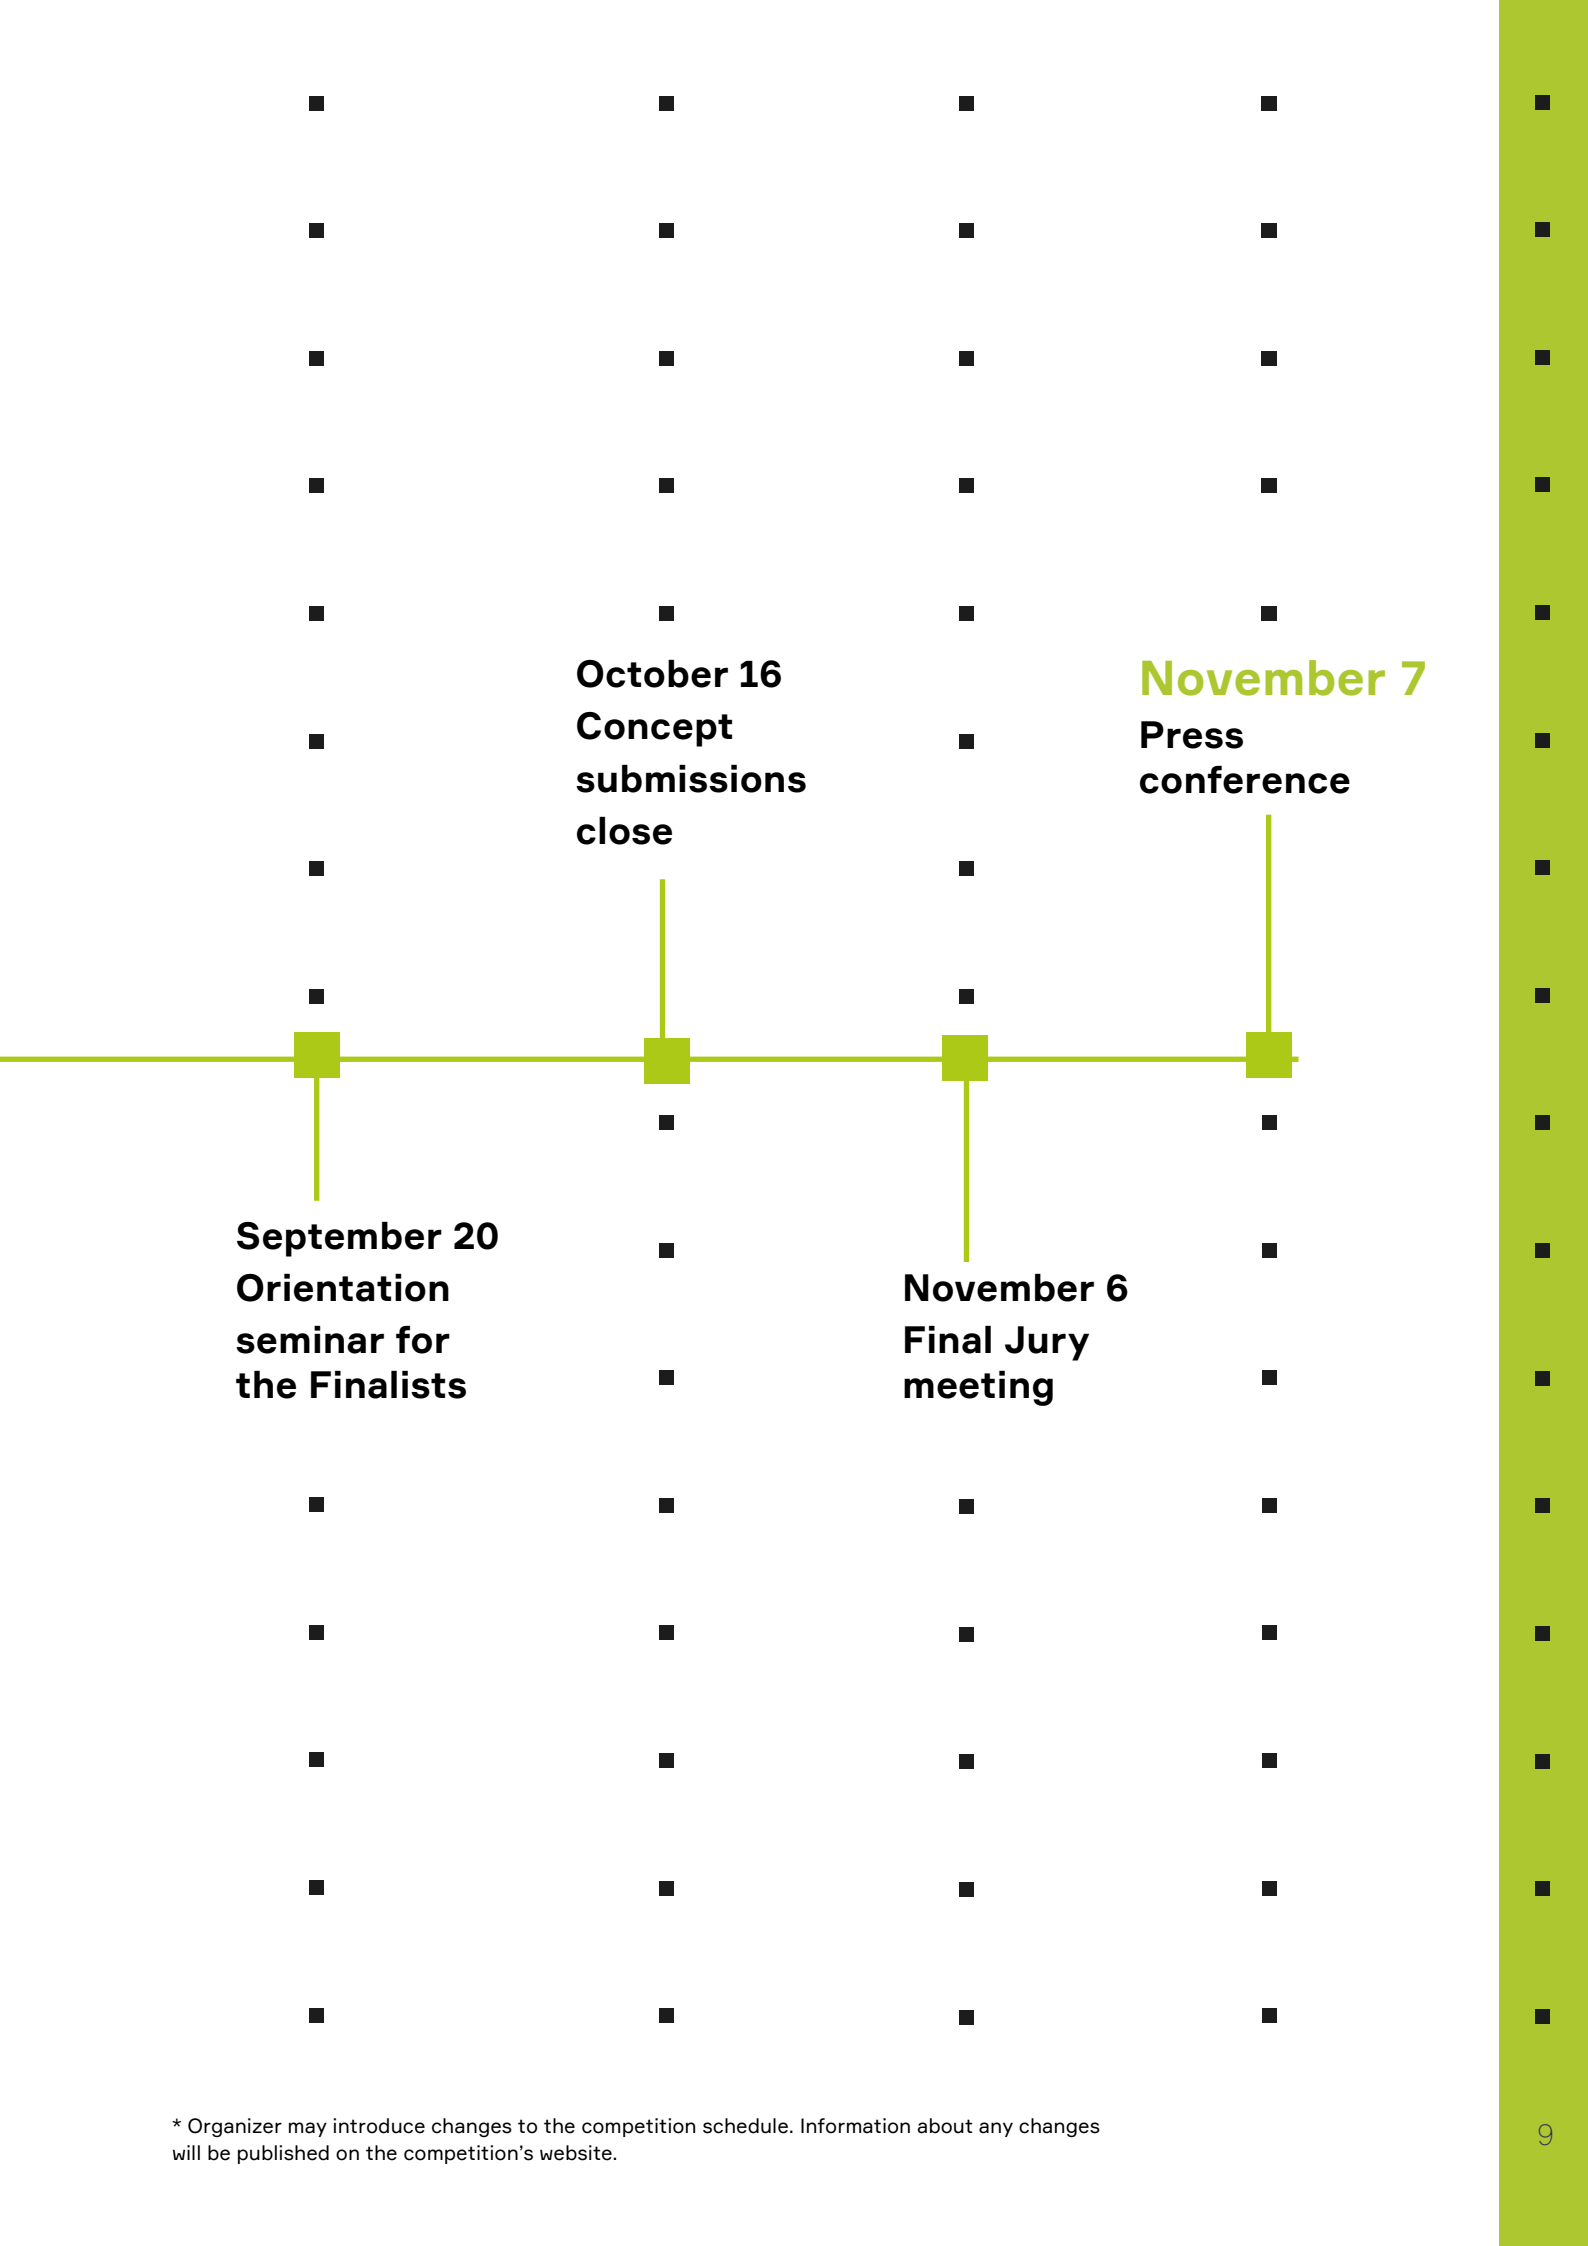 October 16
Concept
submissions
close
November 7
Press
conference
September 20
Orientation
seminar for
the Finalists
November 6
Final Jury
meeting
* Organizer may introduce changes to the competition schedule. Information about any changes
will be published on the competition’s website.
9